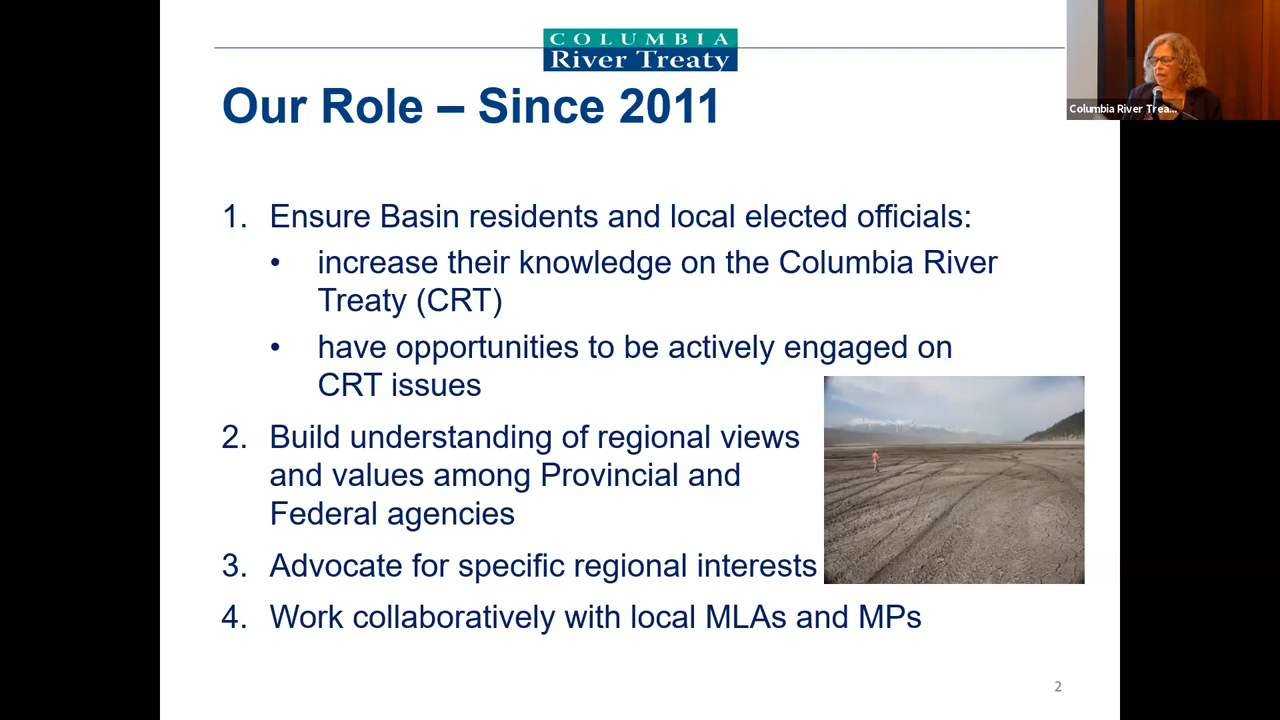 COLUMBIA
River Treaty
Our Role – Since 2011
Columbia River Trea...
1. Ensure Basin residents and local elected officials:
• increase their knowledge on the Columbia River
Treaty (CRT)
• have opportunities to be actively engaged on
CRT issues
2. Build understanding of regional views
and values among Provincial and
Federal agencies
3. Advocate for specific regional interests
4. Work collaboratively with local MLAs and MPs
2